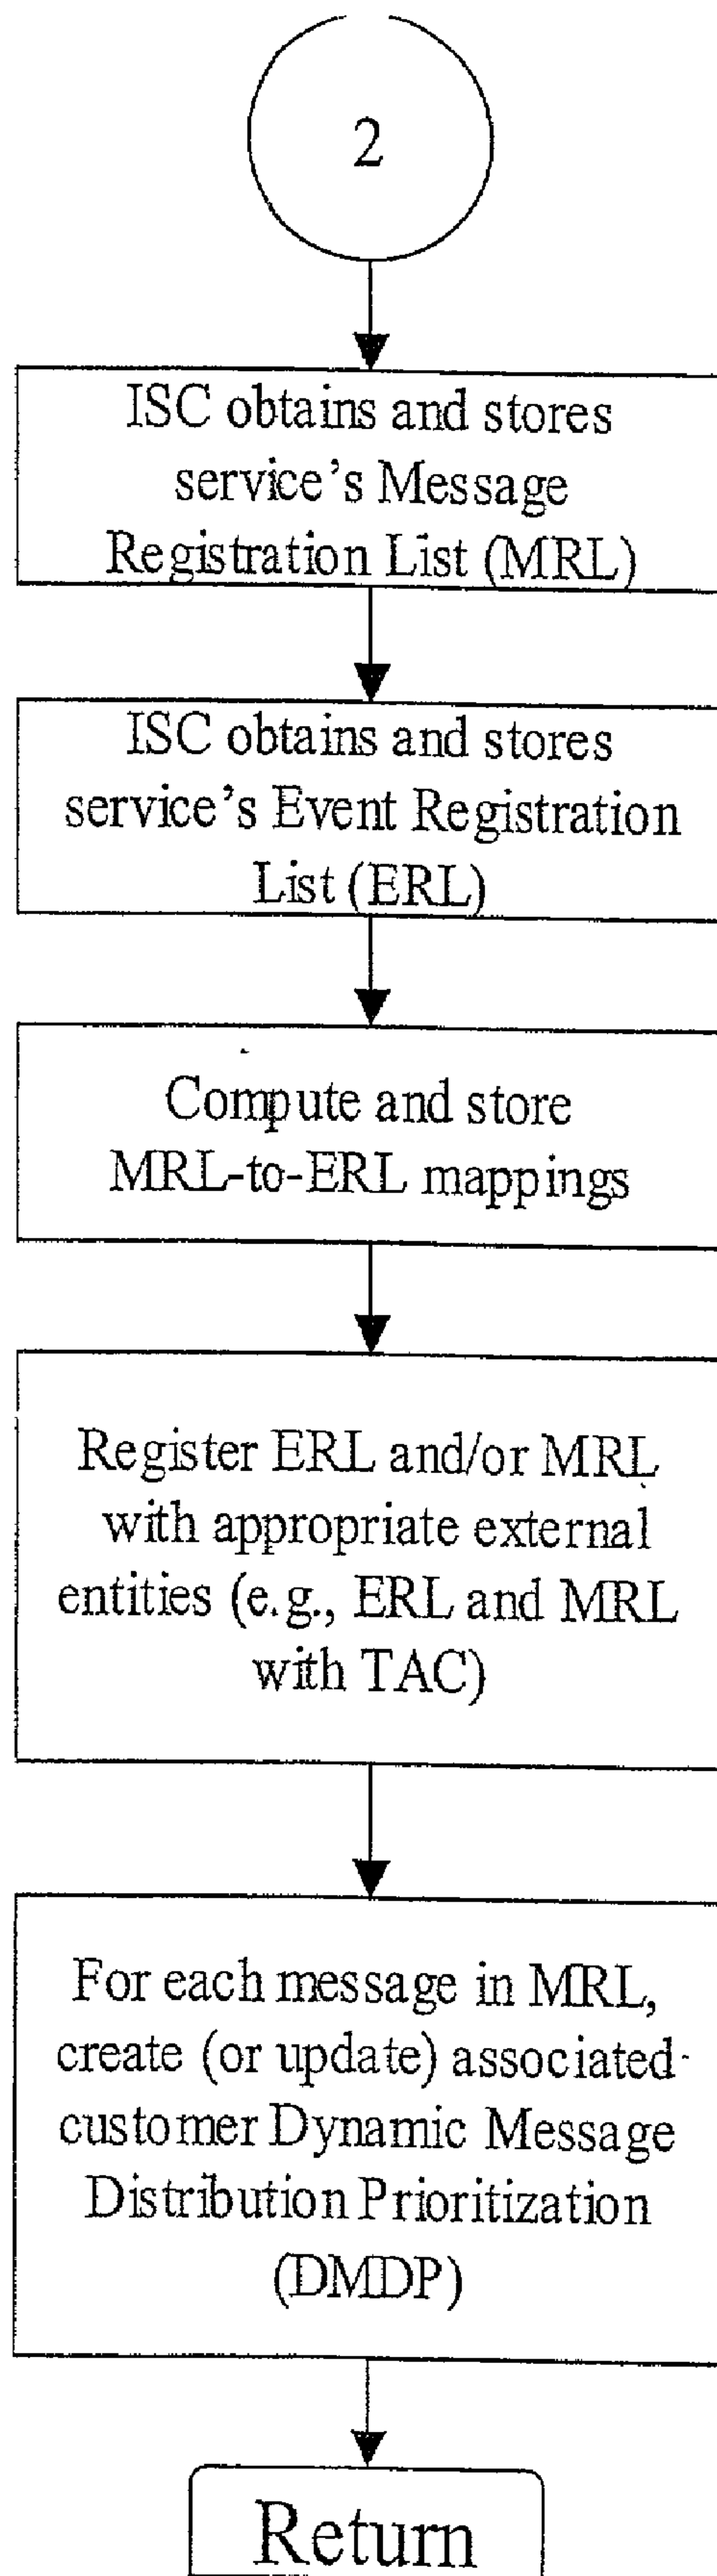 2
ISC obtains and stores
service's Message
Registration List (MRL)
ISC obtains and stores
service's Event Registration
List (ERL)
Compute and store
MRL-to-ERL mappings
Register ERL and/or MRL
with appropriate external
entities (e.g., ERL and MRL
with TAC)
For each message in MRL,
create (or update) associated
customer Dynamic Message
Distribution Prioritization
(DMDP)
Return